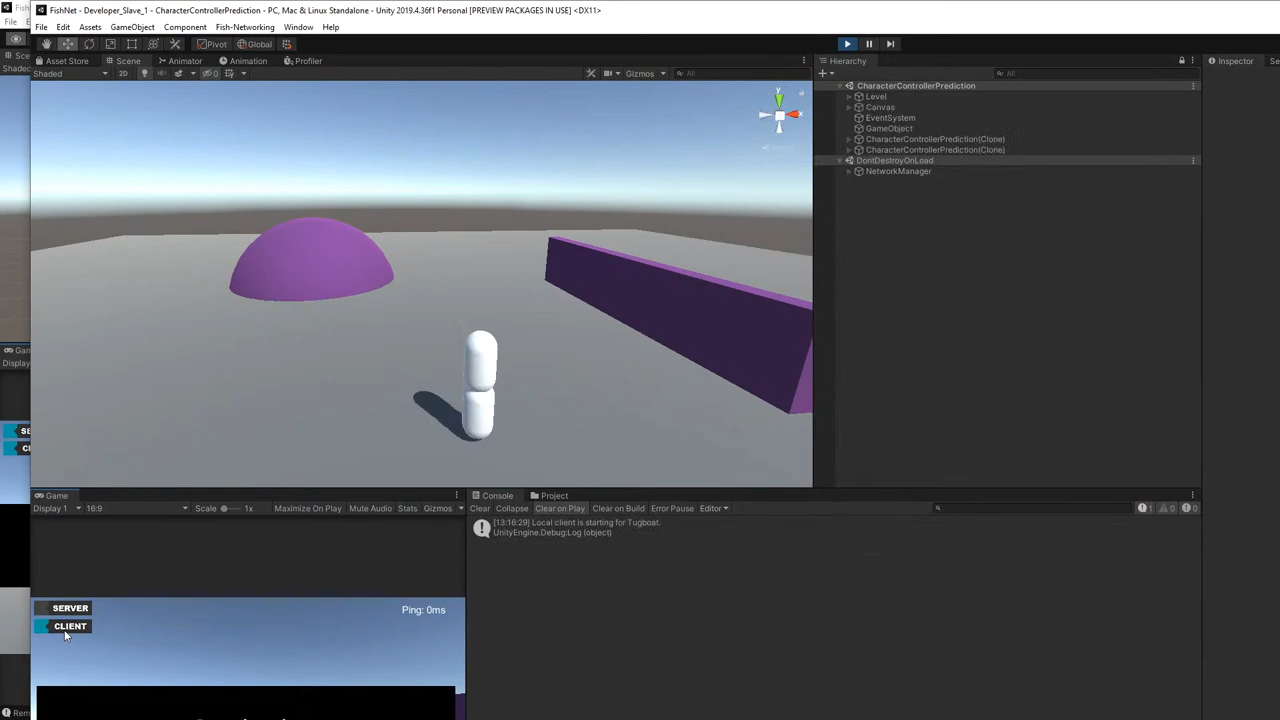 FishNet - Developer_Slave_1 - CharacterControllerPrediction - PC, Mac & Linux Standalone - Unity 2019.4.36f1 Personal [PREVIEW PACKAGES IN USE] <DX11>
File Edit Assets GameObject Component Fish-Networking Window Help
Pivot Global
Asset Store Scene Animator Animation Profiler
Shaded 2D 0 Gizmos All
y
x
Hierarchy
All
CharacterControllerPrediction
Level
Canvas
EventSystem
GameObject
CharacterControllerPrediction(Clone)
CharacterControllerPrediction(Clone)
DontDestroyOnLoad
NetworkManager
Inspector
Game
Display 1 16:9 Scale 1x Maximize On Play Mute Audio Stats Gizmos
SERVER
CLIENT
Ping: 0ms
Console Project
Clear Collapse Clear on Play Clear on Build Error Pause Editor 1 0 0
[13:16:29] Local client is starting for Tugboat.
UnityEngine.Debug:Log (object)